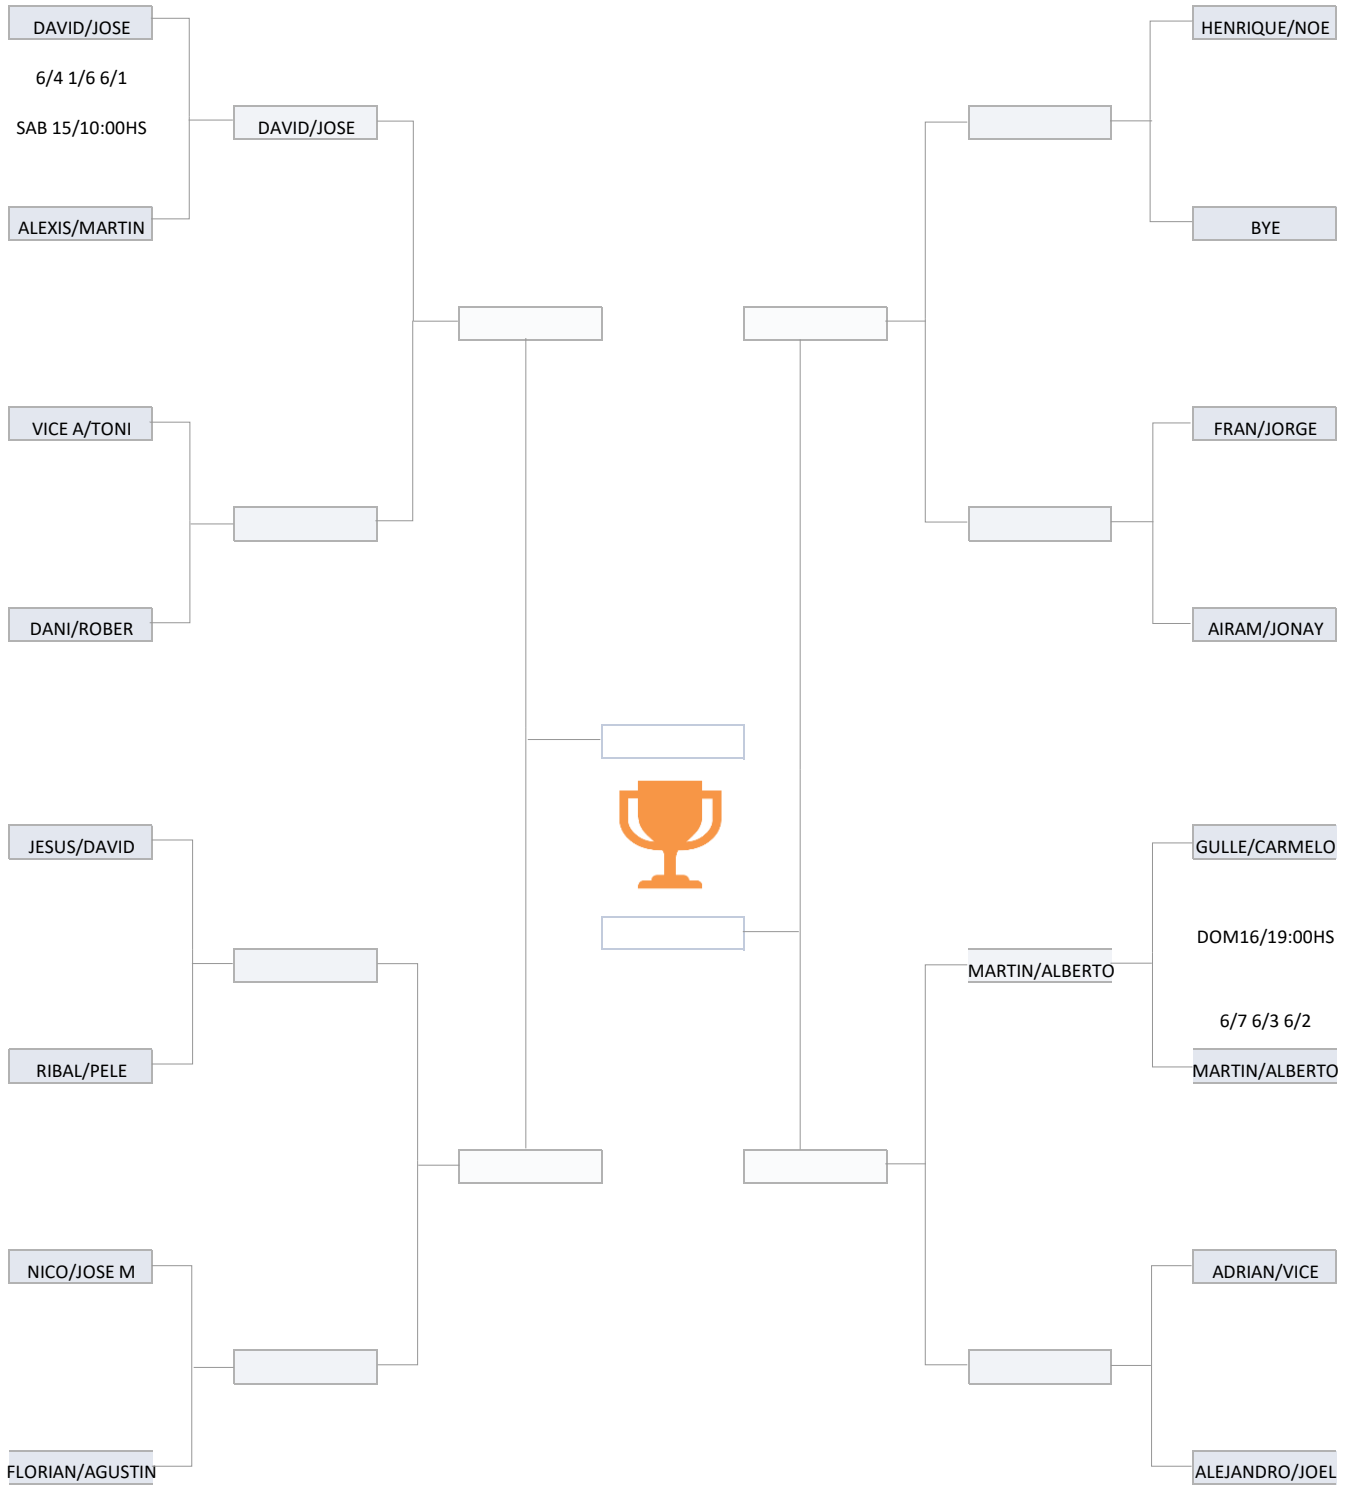 DAVID/JOSE
HENRIQUE/NOE
6/4 1/6 6/1
SAB 15/10:00HS
DAVID/JOSE
ALEXIS/MARTIN
BYE
VICE A/TONI
FRAN/JORGE
DANI/ROBER
AIRAM/JONAY
JESUS/DAVID
GULLE/CARMELO
DOM16/19:00HS
MARTIN/ALBERTO
6/7 6/3 6/2
RIBAL/PELE
MARTIN/ALBERTO
NICO/JOSE M
ADRIAN/VICE
FLORIAN/AGUSTIN
ALEJANDRO/JOEL